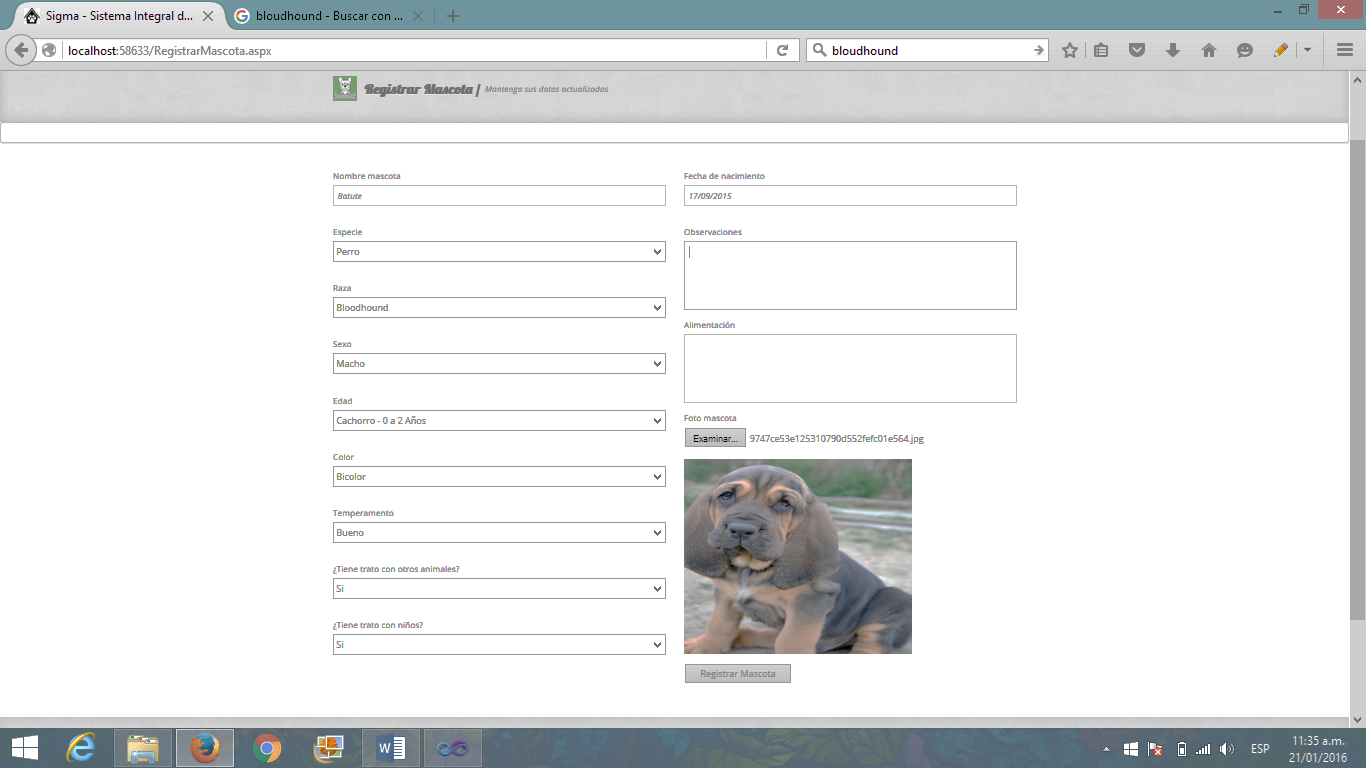 Sigma - Sistema Integral d...
bloudhound - Buscar con ...
localhost:58633/RegistrarMascota.aspx
bloudhound
Registrar Mascota / Mantenga sus datos actualizados
Nombre mascota
Batute
Especie
Perro
Raza
Bloodhound
Sexo
Macho
Edad
Cachorro - 0 a 2 Años
Color
Bicolor
Temperamento
Bueno
¿Tiene trato con otros animales?
Si
¿Tiene trato con niños?
Si
Fecha de nacimiento
17/09/2015
Observaciones
Alimentación
Foto mascota
Examinar... 9747ce53e125310790d552fefc01e564.jpg
Registrar Mascota
ESP
11:35 a.m.
21/01/2016